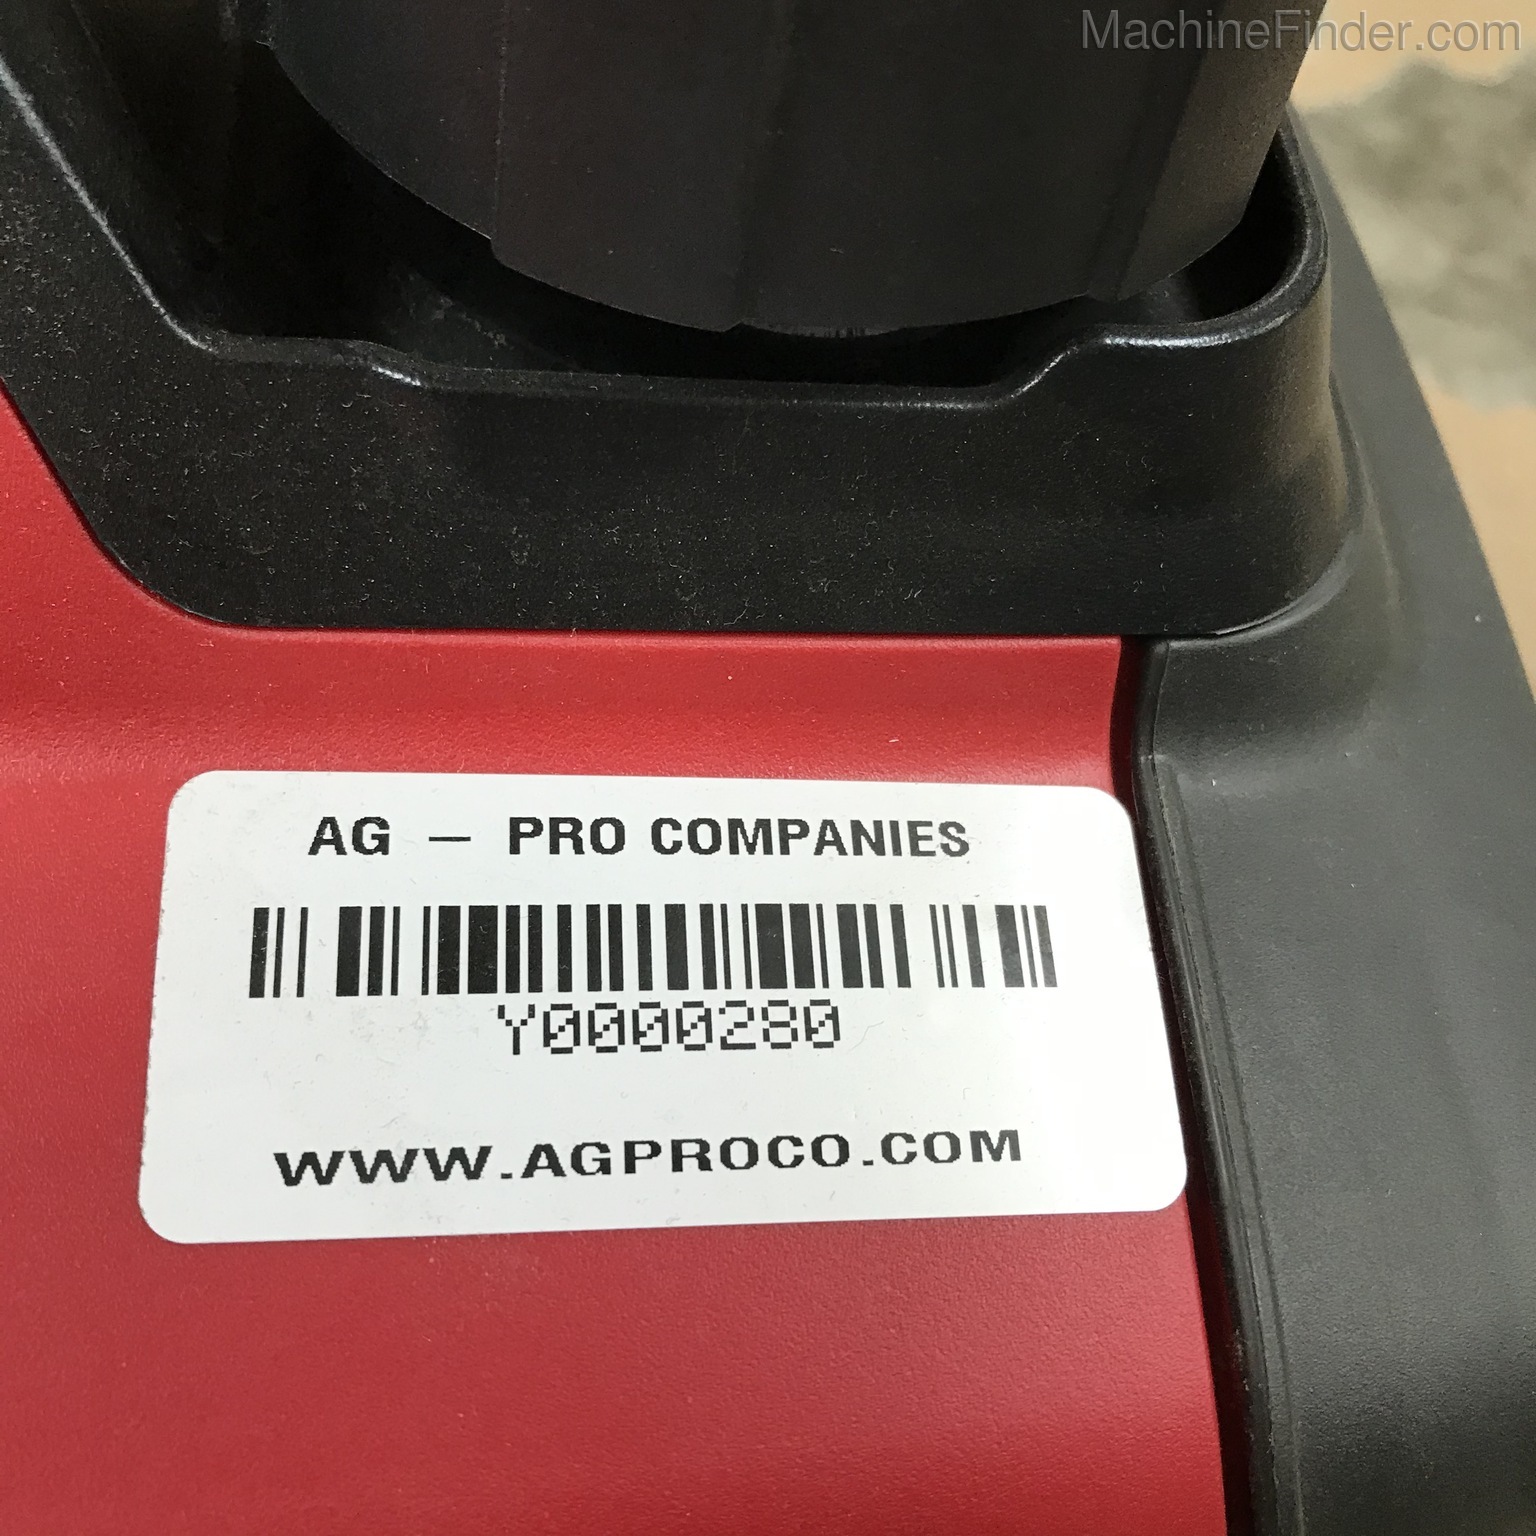 MachineFinder.com
AG – PRO COMPANIES
Y0000280
WWW.AGPROCO.COM